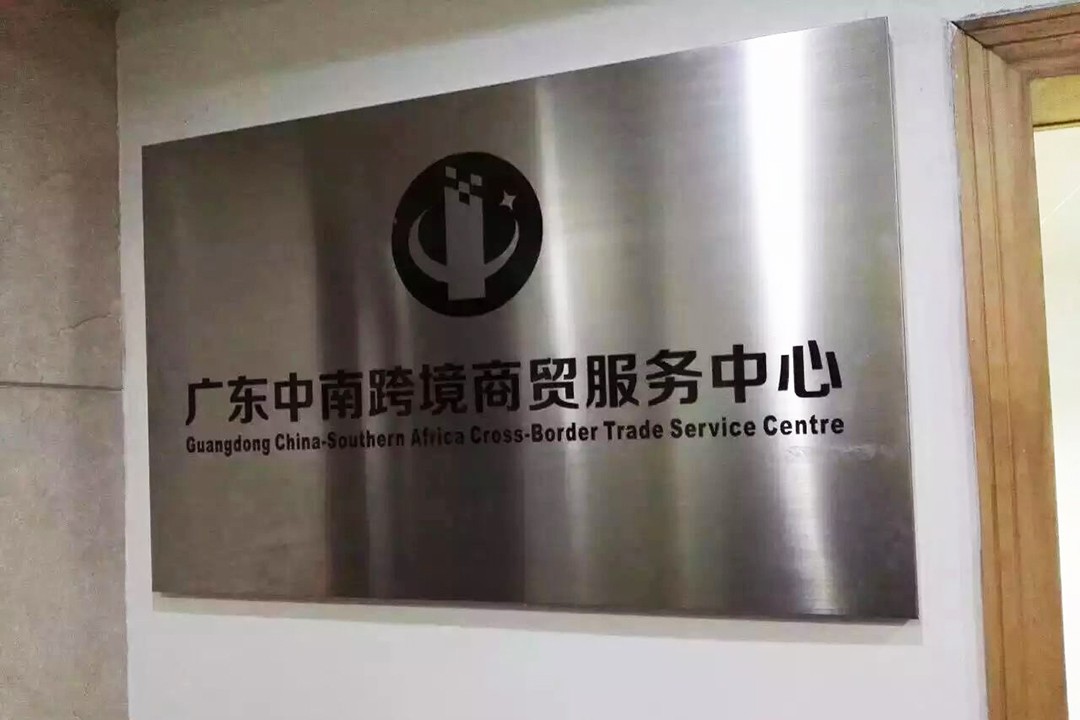 广东中南跨境商贸服务中心
Guangdong China-Southern Africa Cross-Border Trade Service Centre